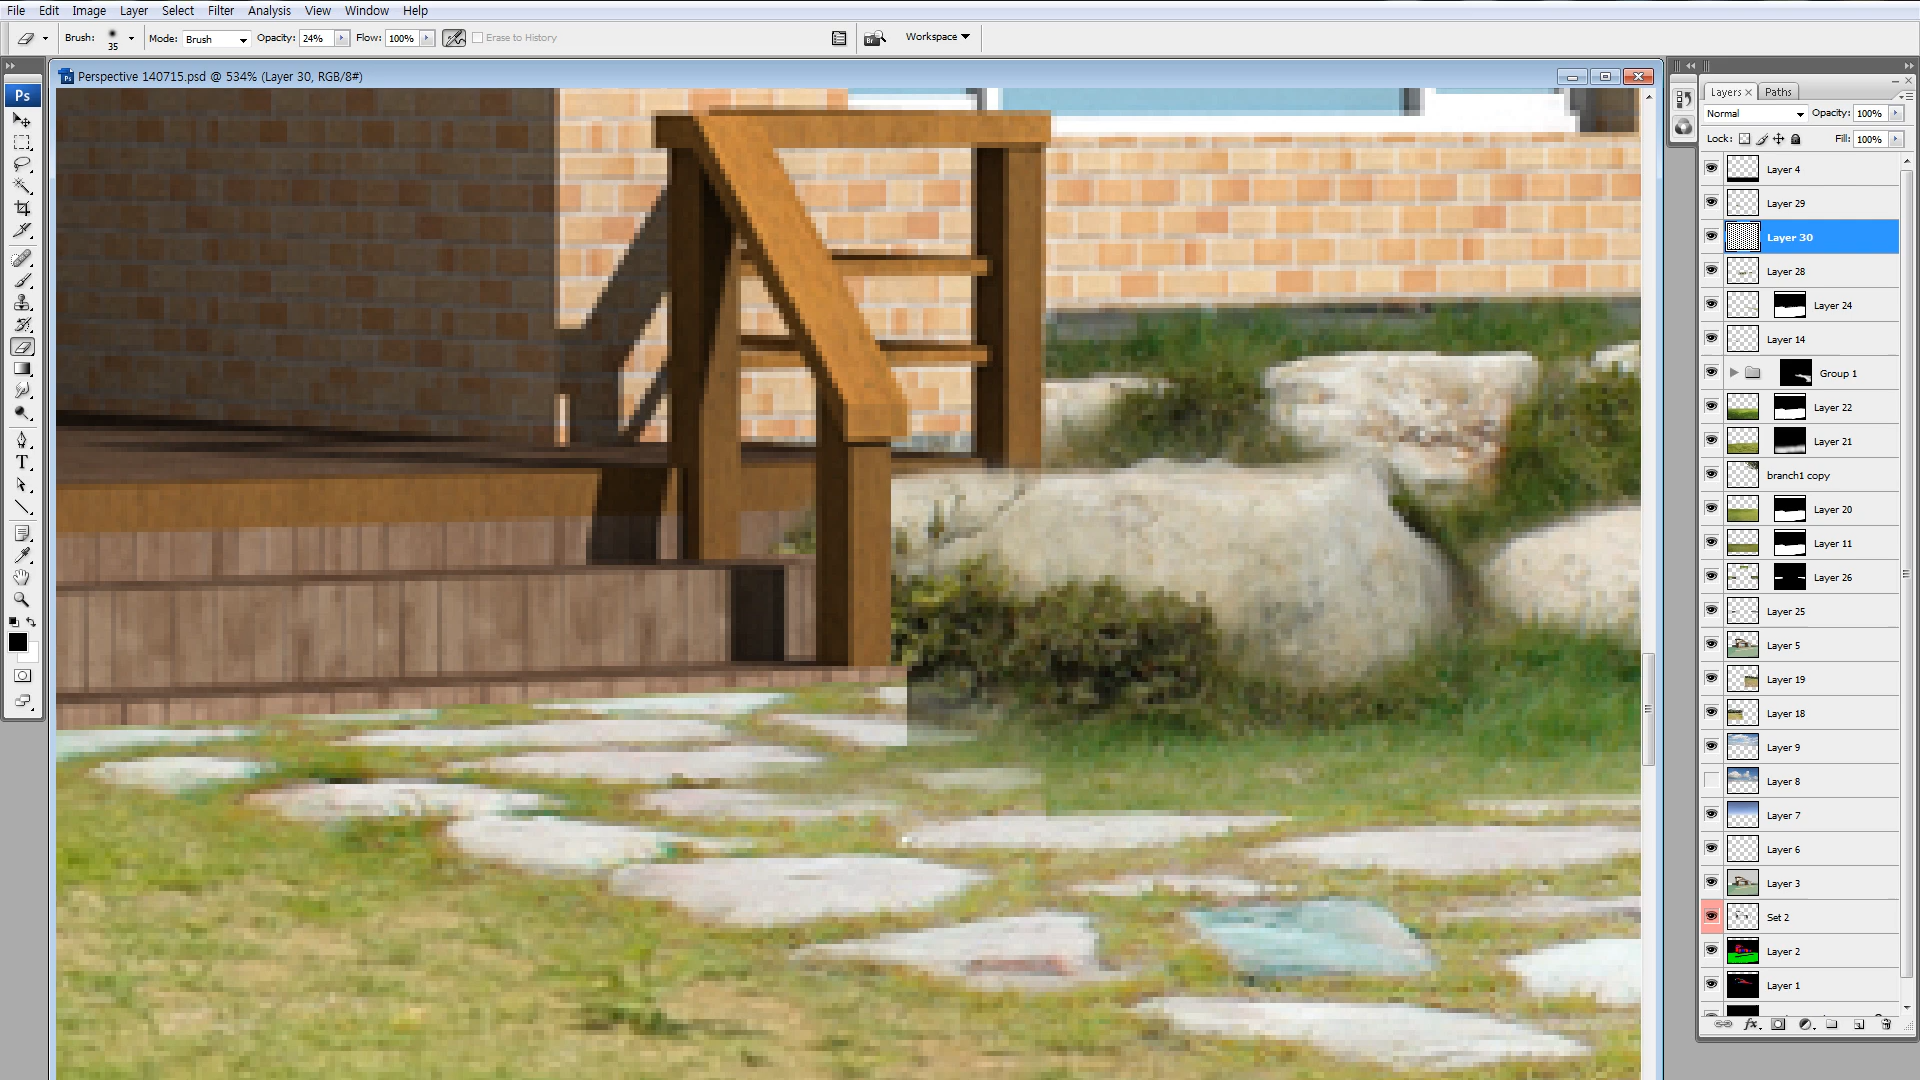 File Edit Image Layer Select Filter Analysis View Window Help
Brush: 35 Mode: Brush Opacity: 24% Flow: 100% Erase to History Workspace
Ps Perspective 140715.psd @ 534% (Layer 30, RGB/8#)
Ps
T
Layers Paths
Normal Opacity: 100%
Lock: Fill: 100%
Layer 4
Layer 29
Layer 30
Layer 28
Layer 24
Layer 14
Group 1
Layer 22
Layer 21
branch1 copy
Layer 20
Layer 11
Layer 26
Layer 25
Layer 5
Layer 19
Layer 18
Layer 9
Layer 8
Layer 7
Layer 6
Layer 3
Set 2
Layer 2
Layer 1
fx